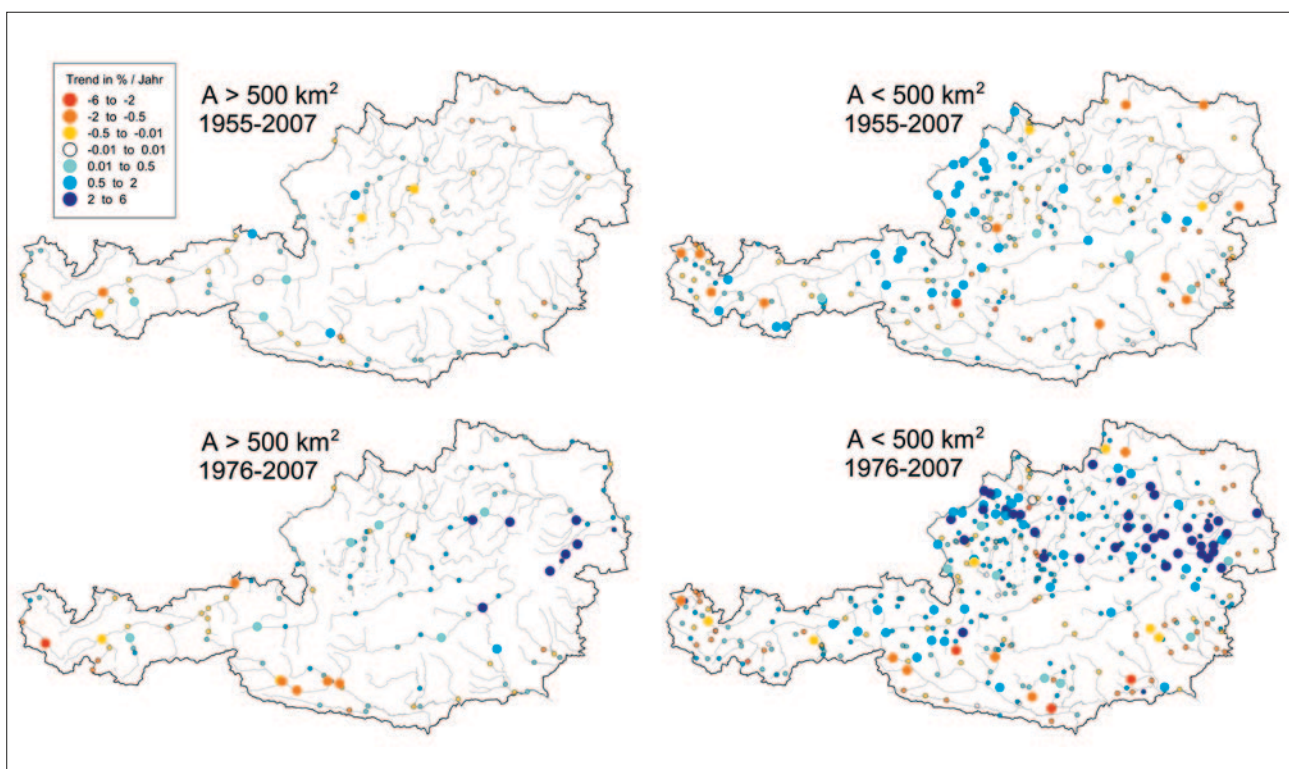 Trend in % / Jahr
-6 to -2
-2 to -0.5
-0.5 to -0.01
-0.01 to 0.01
0.01 to 0.5
0.5 to 2
2 to 6
A > 500 km²
1955-2007
A < 500 km²
1955-2007
A > 500 km²
1976-2007
A < 500 km²
1976-2007